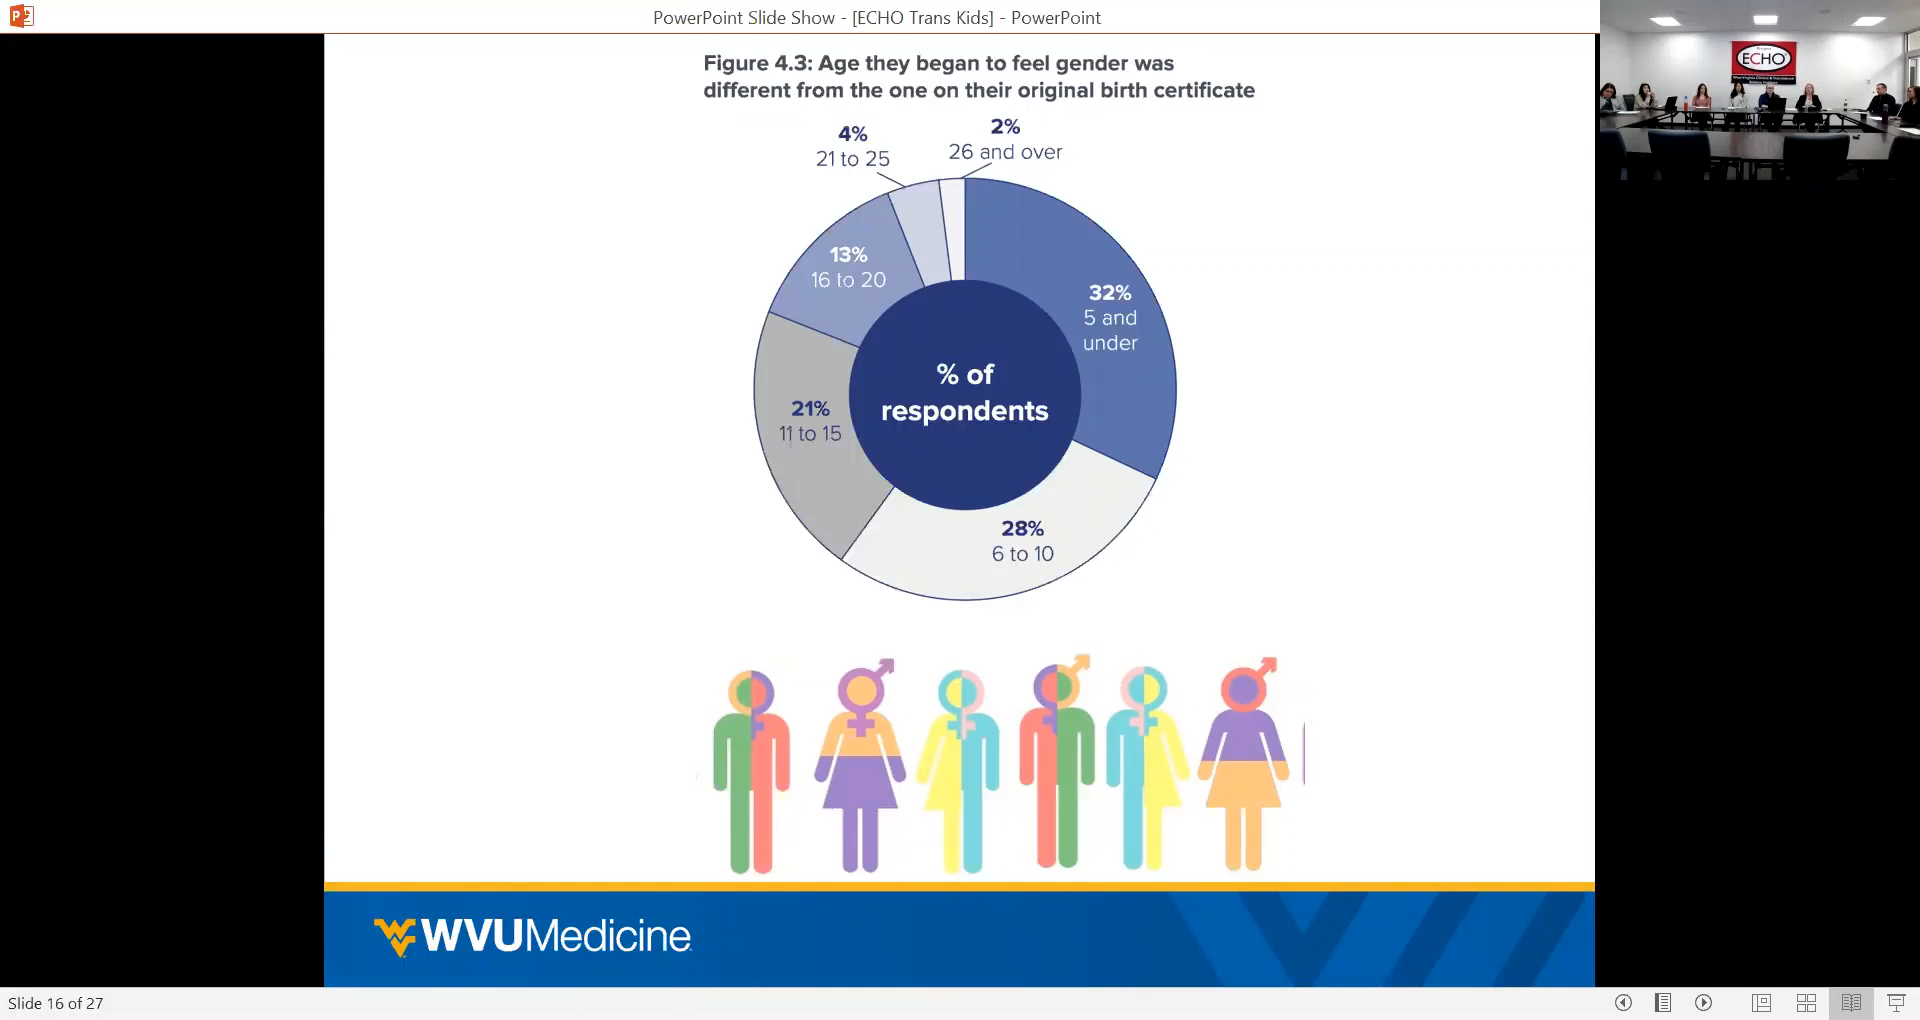 PowerPoint Slide Show - [ECHO Trans Kids] - PowerPoint
Project
ECHO
Figure 4.3: Age they began to feel gender was
different from the one on their original birth certificate
4%
21 to 25
2%
26 and over
13%
16 to 20
32%
5 and
under
% of
respondents
21%
11 to 15
28%
6 to 10
WVUMedicine
Slide 16 of 27